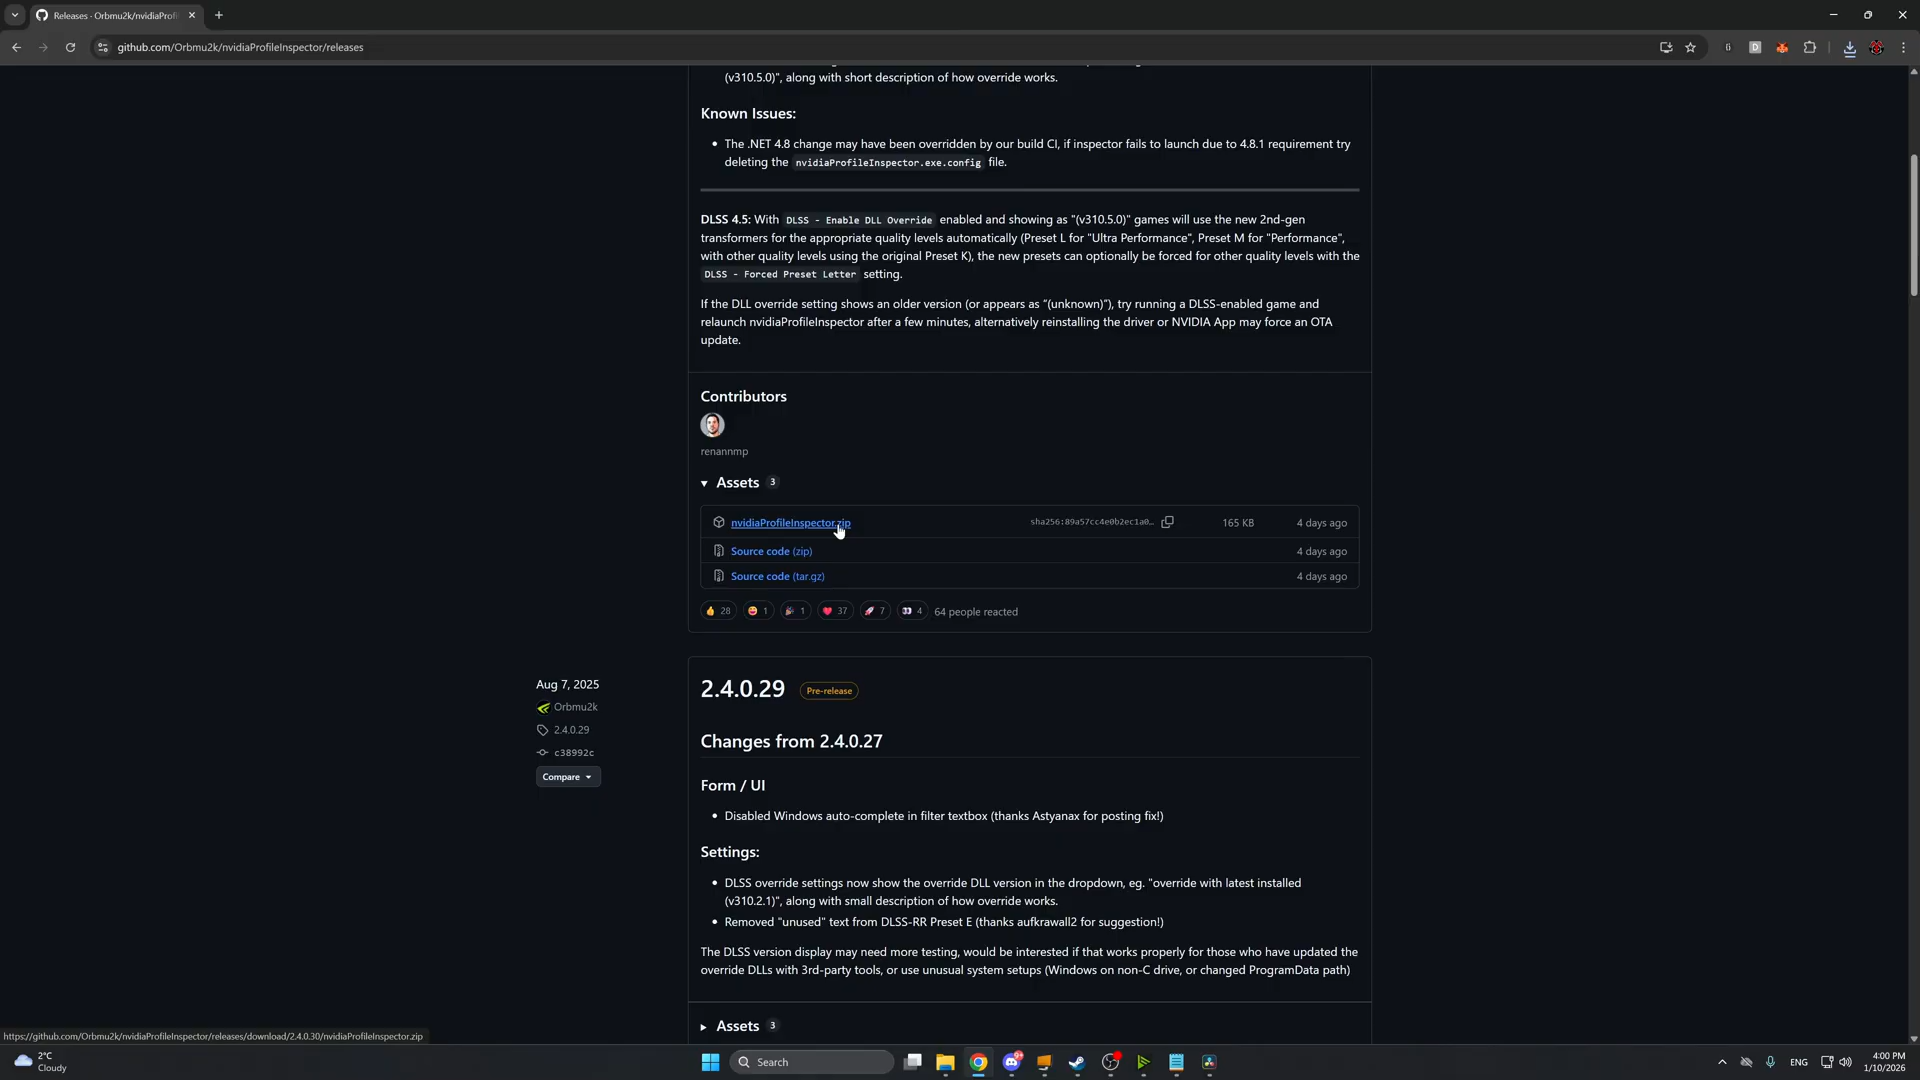 Releases · Orbmu2k/nvidiaProfi
github.com/Orbmu2k/nvidiaProfileInspector/releases
(v310.5.0)", along with short description of how override works.
Known Issues:
The .NET 4.8 change may have been overridden by our build CI, if inspector fails to launch due to 4.8.1 requirement try
deleting the nvidiaProfileInspector.exe.config file.
DLSS 4.5: With DLSS - Enable DLL Override enabled and showing as "(v310.5.0)" games will use the new 2nd-gen
transformers for the appropriate quality levels automatically (Preset L for "Ultra Performance", Preset M for "Performance",
with other quality levels using the original Preset K), the new presets can optionally be forced for other quality levels with the
DLSS - Forced Preset Letter setting.
If the DLL override setting shows an older version (or appears as "(unknown)"), try running a DLSS-enabled game and
relaunch nvidiaProfileInspector after a few minutes, alternatively reinstalling the driver or NVIDIA App may force an OTA
update.
Contributors
renannmp
Assets 3
nvidiaProfileInspector.zip sha256:89a57cc4e0b2ec1a0… 165 KB 4 days ago
Source code (zip) 4 days ago
Source code (tar.gz) 4 days ago
28 1 1 37 7 4 64 people reacted
Aug 7, 2025
Orbmu2k
2.4.0.29
c38992c
Compare
2.4.0.29 Pre-release
Changes from 2.4.0.27
Form / UI
Disabled Windows auto-complete in filter textbox (thanks Astyanax for posting fix!)
Settings:
DLSS override settings now show the override DLL version in the dropdown, eg. "override with latest installed
(v310.2.1)", along with small description of how override works.
Removed "unused" text from DLSS-RR Preset E (thanks aufkrawall2 for suggestion!)
The DLSS version display may need more testing, would be interested if that works properly for those who have updated the
override DLLs with 3rd-party tools, or use unusual system setups (Windows on non-C drive, or changed ProgramData path)
Assets 3
https://github.com/Orbmu2k/nvidiaProfileInspector/releases/download/2.4.0.30/nvidiaProfileInspector.zip
2°C
Cloudy
Search
ENG
4:00 PM
1/10/2026